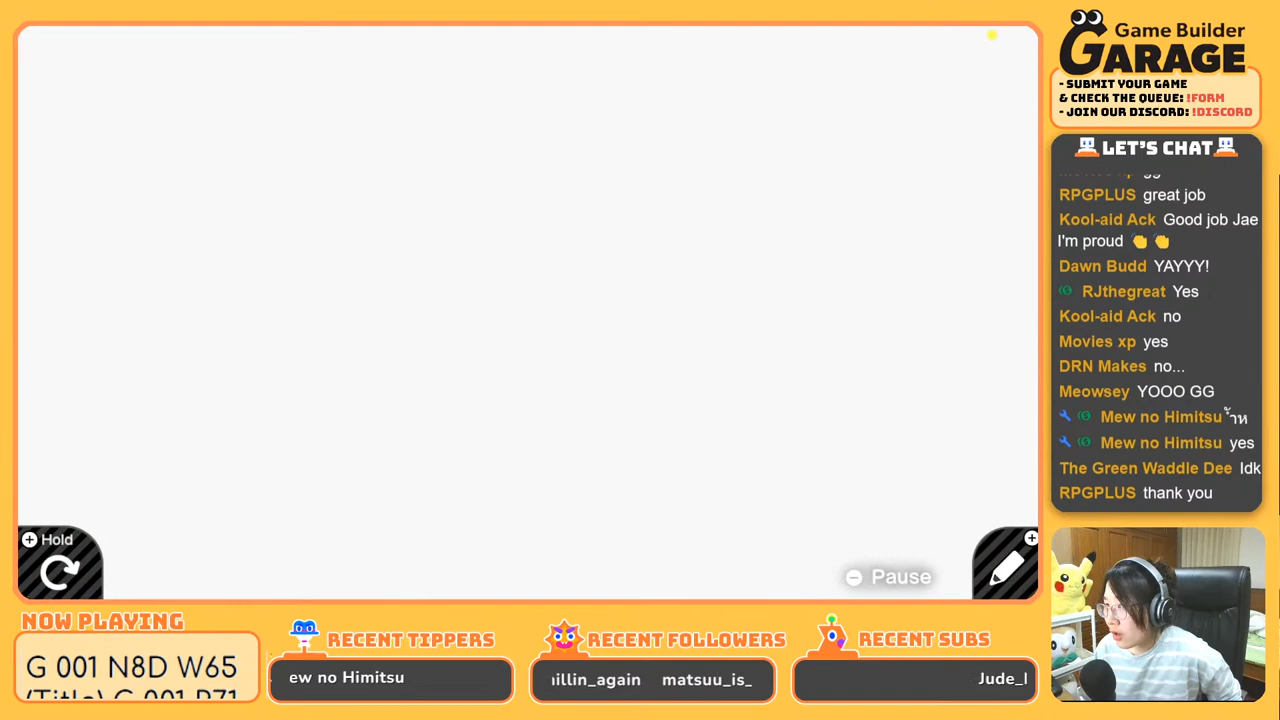 Game Builder
GARAGE
- SUBMIT YOUR GAME
& CHECK THE QUEUE: !FORM
- JOIN OUR DISCORD: !DISCORD
LET'S CHAT
RPGPLUS great job
Kool-aid Ack Good job Jae
I'm proud 👏 👏
Dawn Budd YAYYY!
RJthegreat Yes
Kool-aid Ack no
Movies xp yes
DRN Makes no...
Meowsey YOOO GG
Mew no Himitsu ั้าห
Mew no Himitsu yes
The Green Waddle Dee Idk
RPGPLUS thank you
Hold
Pause
NOW PLAYING
G 001 N8D W65
RECENT TIPPERS
ew no Himitsu
RECENT FOLLOWERS
illin_again matsuu_is_
RECENT SUBS
Jude_l